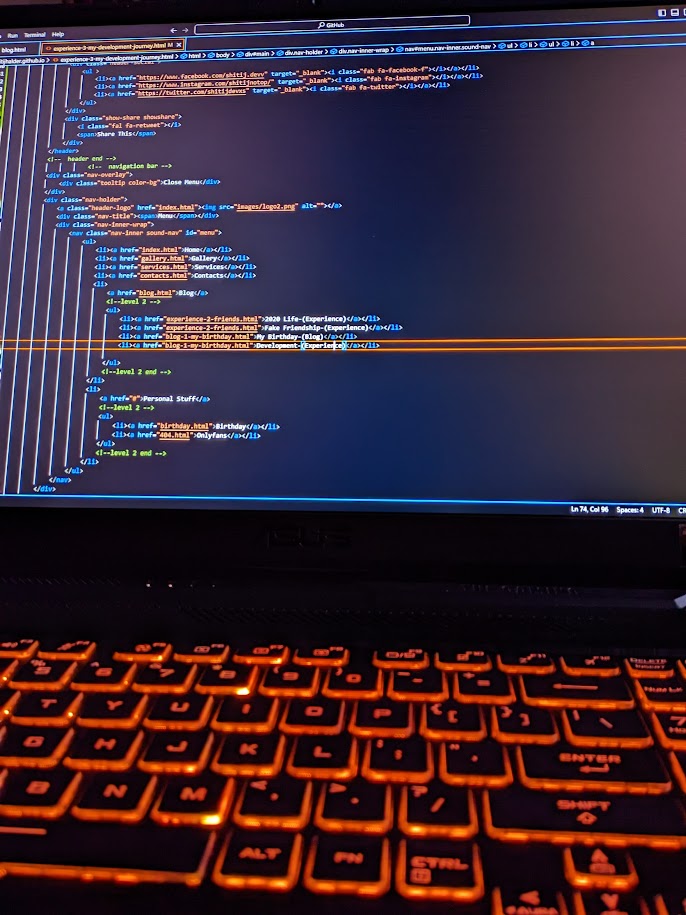 Run Terminal Help
← → GitHub
blog.html experience-3-my-development-journey.html M ×
experience-3-my-development-journey.html > html > body > div#main > div.nav-holder > div.nav-inner-wrap > nav#menu.nav-inner.sound-nav > ul > li > ul > li > a
<ul >
<li><a href="https://www.facebook.com/shitij.devv" target="_blank"><i class="fab fa-facebook-f"></i></a></li>
<li><a href="https://www.instagram.com/shitijnotop/" target="_blank"><i class="fab fa-instagram"></i></a></li>
<li><a href="https://twitter.com/shitijdevxs" target="_blank"><i class="fab fa-twitter"></i></a></li>
</ul>
</div>
<div class="show-share showshare">
<i class="fal fa-retweet"></i>
<span>Share This</span>
</div>
</header>
<!-- header end -->
<!-- navigation bar -->
<div class="nav-overlay">
<div class="tooltip color-bg">Close Menu</div>
</div>
<div class="nav-holder">
<a class="header-logo" href="index.html"><img src="images/logo2.png" alt=""></a>
<div class="nav-title"><span>Menu</span></div>
<div class="nav-inner-wrap">
<nav class="nav-inner sound-nav" id="menu">
<ul>
<li><a href="index.html">Home</a></li>
<li><a href="gallery.html">Gallery</a></li>
<li><a href="services.html">Services</a></li>
<li><a href="contacts.html">Contacts</a></li>
<li>
<a href="blog.html">Blog</a>
<!--level 2 -->
<ul>
<li><a href="experience-2-friends.html">2020 Life-(Experience)</a></li>
<li><a href="experience-2-friends.html">Fake Friendship-(Experience)</a></li>
<li><a href="blog-1-my-birthday.html">My Birthday-(Blog)</a></li>
<li><a href="blog-1-my-birthday.html">Development-(Experience)</a></li>
</ul>
<!--level 2 end -->
</li>
<li>
<a href="#">Personal Stuff</a>
<!--level 2 -->
<ul>
<li><a href="birthday.html">Birthday</a></li>
<li><a href="404.html">Onlyfans</a></li>
</ul>
<!--level 2 end -->
</li>
</ul>
</nav>
</div>
Ln 74, Col 96 Spaces: 4 UTF-8
DELETE
INSERT
% 5 ^ 6 & 7 * 8 ( 9 ) 0 _ - + = ← NUM LK
T Y U I O P { [ } ] | \ 7
G H J K L : ; " ' ENTER
B N M < , > . ? / SHIFT
ALT FN CTRL